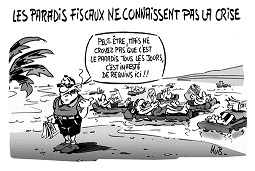 LES PARADIS FISCAUX NE CONNAISSENT PAS LA CRISE
PEUT-ÊTRE, MAIS NE
CROYEZ PAS QUE C'EST
LE PARADIS TOUS LES JOURS,
C'EST INFESTÉ
DE REQUINS ICI !!